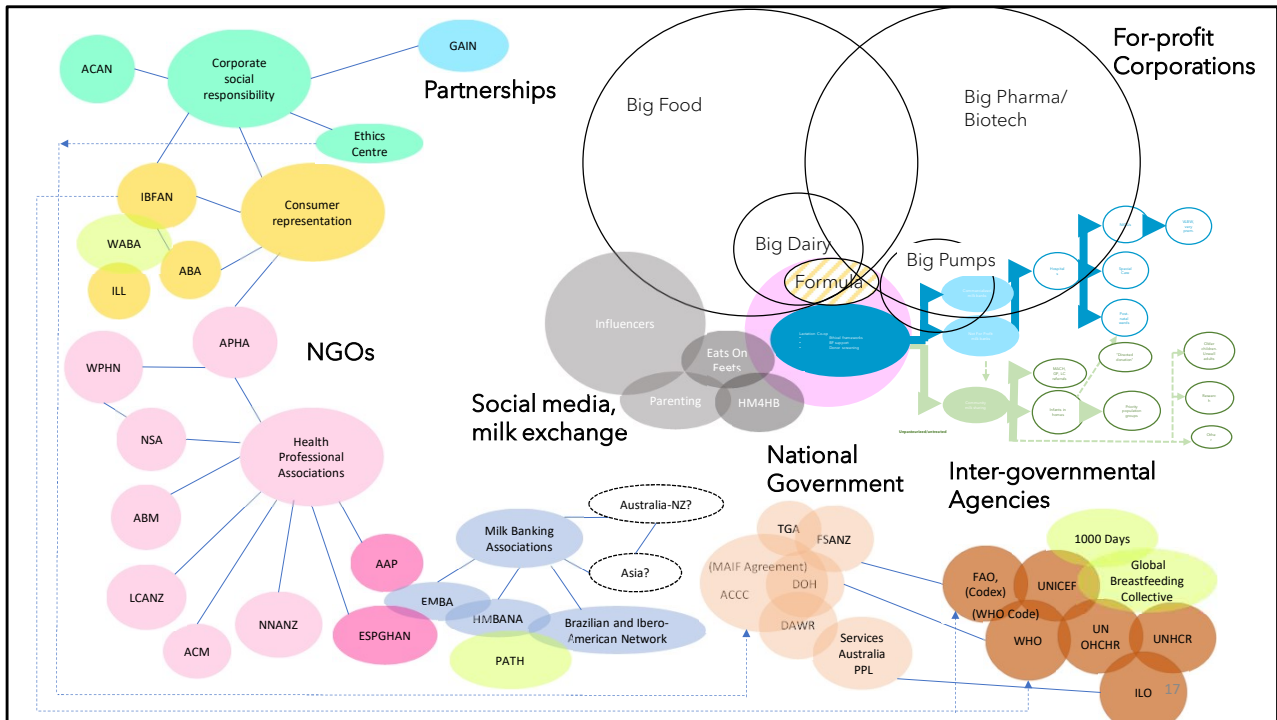 For-profit
Corporations
GAIN
ACAN
Corporate
social
responsibility
Partnerships
Big Food
Big Pharma/
Biotech
Ethics
Centre
IBFAN
Consumer
representation
WABA
ABA
ILL
Big Dairy
Big Pumps
Formula
Influencers
Eats On
Feets
Parenting
HM4HB
APHA
NGOs
WPHN
Social media,
milk exchange
NSA
Health
Professional
Associations
ABM
LCANZ
ACM
NNANZ
AAP
ESPGHAN
Milk Banking
Associations
Australia-NZ?
Asia?
EMBA
HMBANA
Brazilian and Ibero-
American Network
PATH
Unpasteurised/untreated
National
Government
TGA
FSANZ
(MAIF Agreement)
DOH
ACCC
DAWR
Services
Australia
PPL
Inter-governmental
Agencies
1000 Days
Global
Breastfeeding
Collective
FAO,
(Codex)
UNICEF
(WHO Code)
WHO
UN
OHCHR
UNHCR
ILO
17